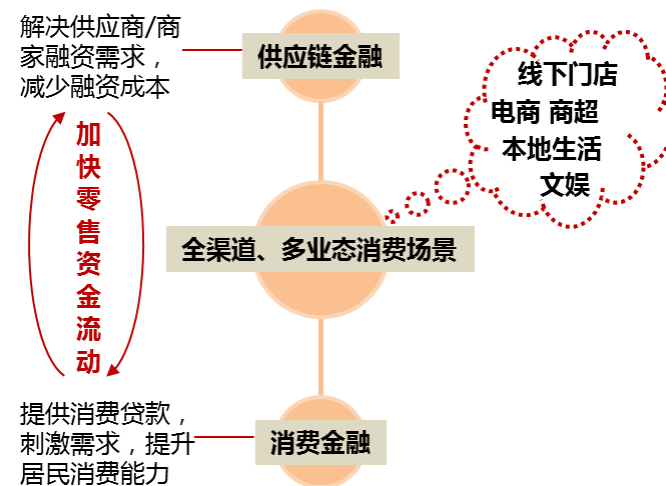 解决供应商/商
家融资需求，
减少融资成本
供应链金融
线下门店
电商 商超
本地生活
文娱
加
快
零
售
资
金
流
动
全渠道、多业态消费场景
提供消费贷款，
刺激需求，提升
居民消费能力
消费金融